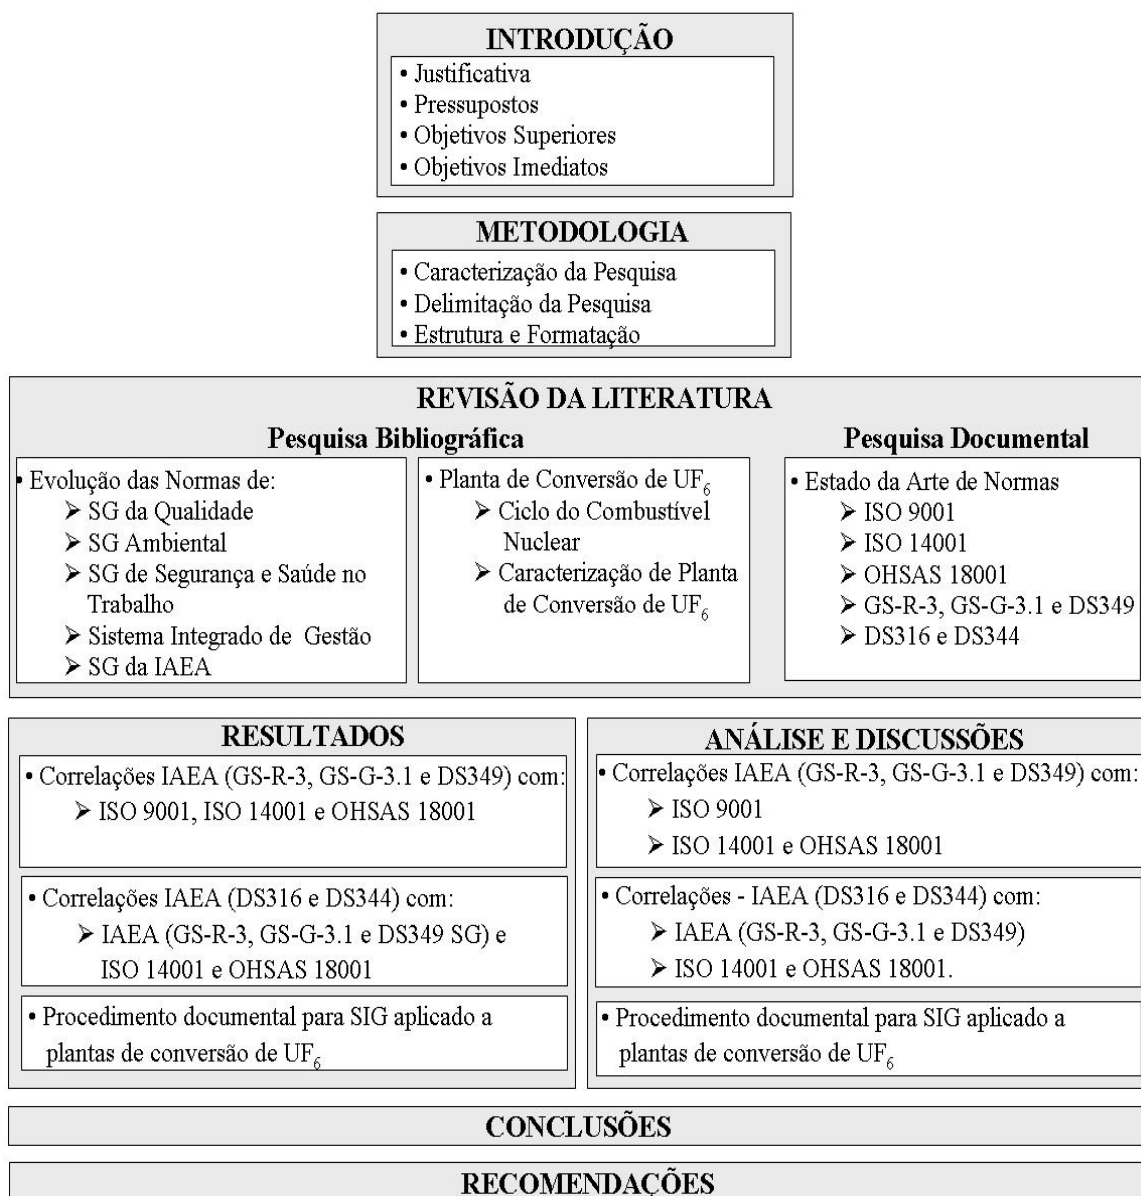 INTRODUÇÃO
• Justificativa
• Pressupostos
• Objetivos Superiores
• Objetivos Imediatos
METODOLOGIA
• Caracterização da Pesquisa
• Delimitação da Pesquisa
• Estrutura e Formatação
REVISÃO DA LITERATURA
Pesquisa Bibliográfica
• Evolução das Normas de:
➢ SG da Qualidade
➢ SG Ambiental
➢ SG de Segurança e Saúde no
Trabalho
➢ Sistema Integrado de Gestão
➢ SG da IAEA
• Planta de Conversão de UF₆
➢ Ciclo do Combustível
Nuclear
➢ Caracterização de Planta
de Conversão de UF₆
Pesquisa Documental
• Estado da Arte de Normas
➢ ISO 9001
➢ ISO 14001
➢ OHSAS 18001
➢ GS-R-3, GS-G-3.1 e DS349
➢ DS316 e DS344
RESULTADOS
• Correlações IAEA (GS-R-3, GS-G-3.1 e DS349) com:
➢ ISO 9001, ISO 14001 e OHSAS 18001
• Correlações IAEA (DS316 e DS344) com:
➢ IAEA (GS-R-3, GS-G-3.1 e DS349 SG) e
ISO 14001 e OHSAS 18001
• Procedimento documental para SIG aplicado a
plantas de conversão de UF₆
ANÁLISE E DISCUSSÕES
• Correlações IAEA (GS-R-3, GS-G-3.1 e DS349) com:
➢ ISO 9001
➢ ISO 14001 e OHSAS 18001
• Correlações - IAEA (DS316 e DS344) com:
➢ IAEA (GS-R-3, GS-G-3.1 e DS349)
➢ ISO 14001 e OHSAS 18001.
• Procedimento documental para SIG aplicado a
plantas de conversão de UF₆
CONCLUSÕES
RECOMENDAÇÕES